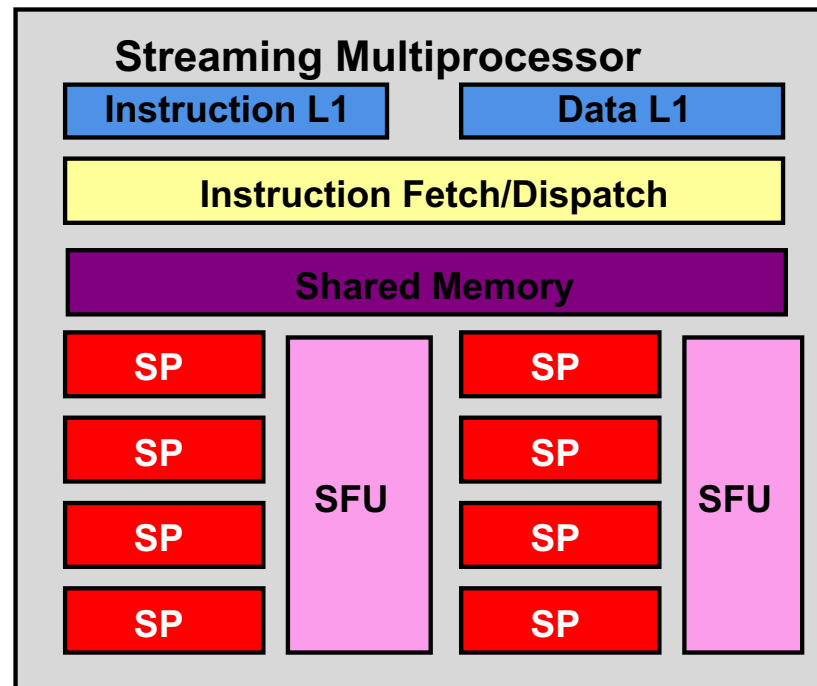 Streaming Multiprocessor
Instruction L1
Data L1
Instruction Fetch/Dispatch
Shared Memory
SP
SP
SP
SP
SFU
SP
SP
SP
SP
SFU